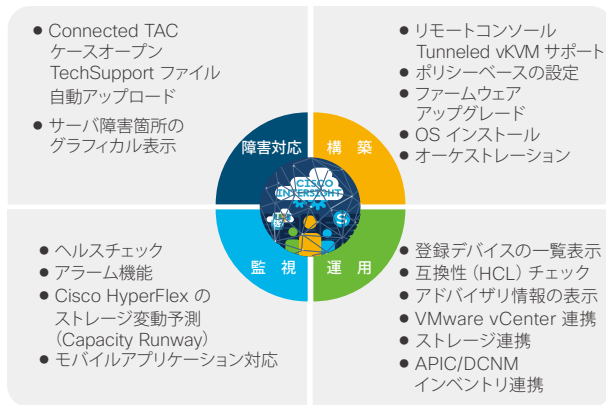 ● Connected TAC
ケースオープン
TechSupport ファイル
自動アップロード
● サーバ障害箇所の
グラフィカル表示
● リモートコンソール
Tunneled vKVM サポート
● ポリシーベースの設定
● ファームウェア
アップグレード
● OS インストール
● オーケストレーション
障害対応
構 築
CISCO
INTERSIGHT
監 視
運 用
● ヘルスチェック
● アラーム機能
● Cisco HyperFlex の
ストレージ変動予測
（Capacity Runway）
● モバイルアプリケーション対応
● 登録デバイスの一覧表示
● 互換性（HCL）チェック
● アドバイザリ情報の表示
● VMware vCenter 連携
● ストレージ連携
● APIC/DCNM
インベントリ連携